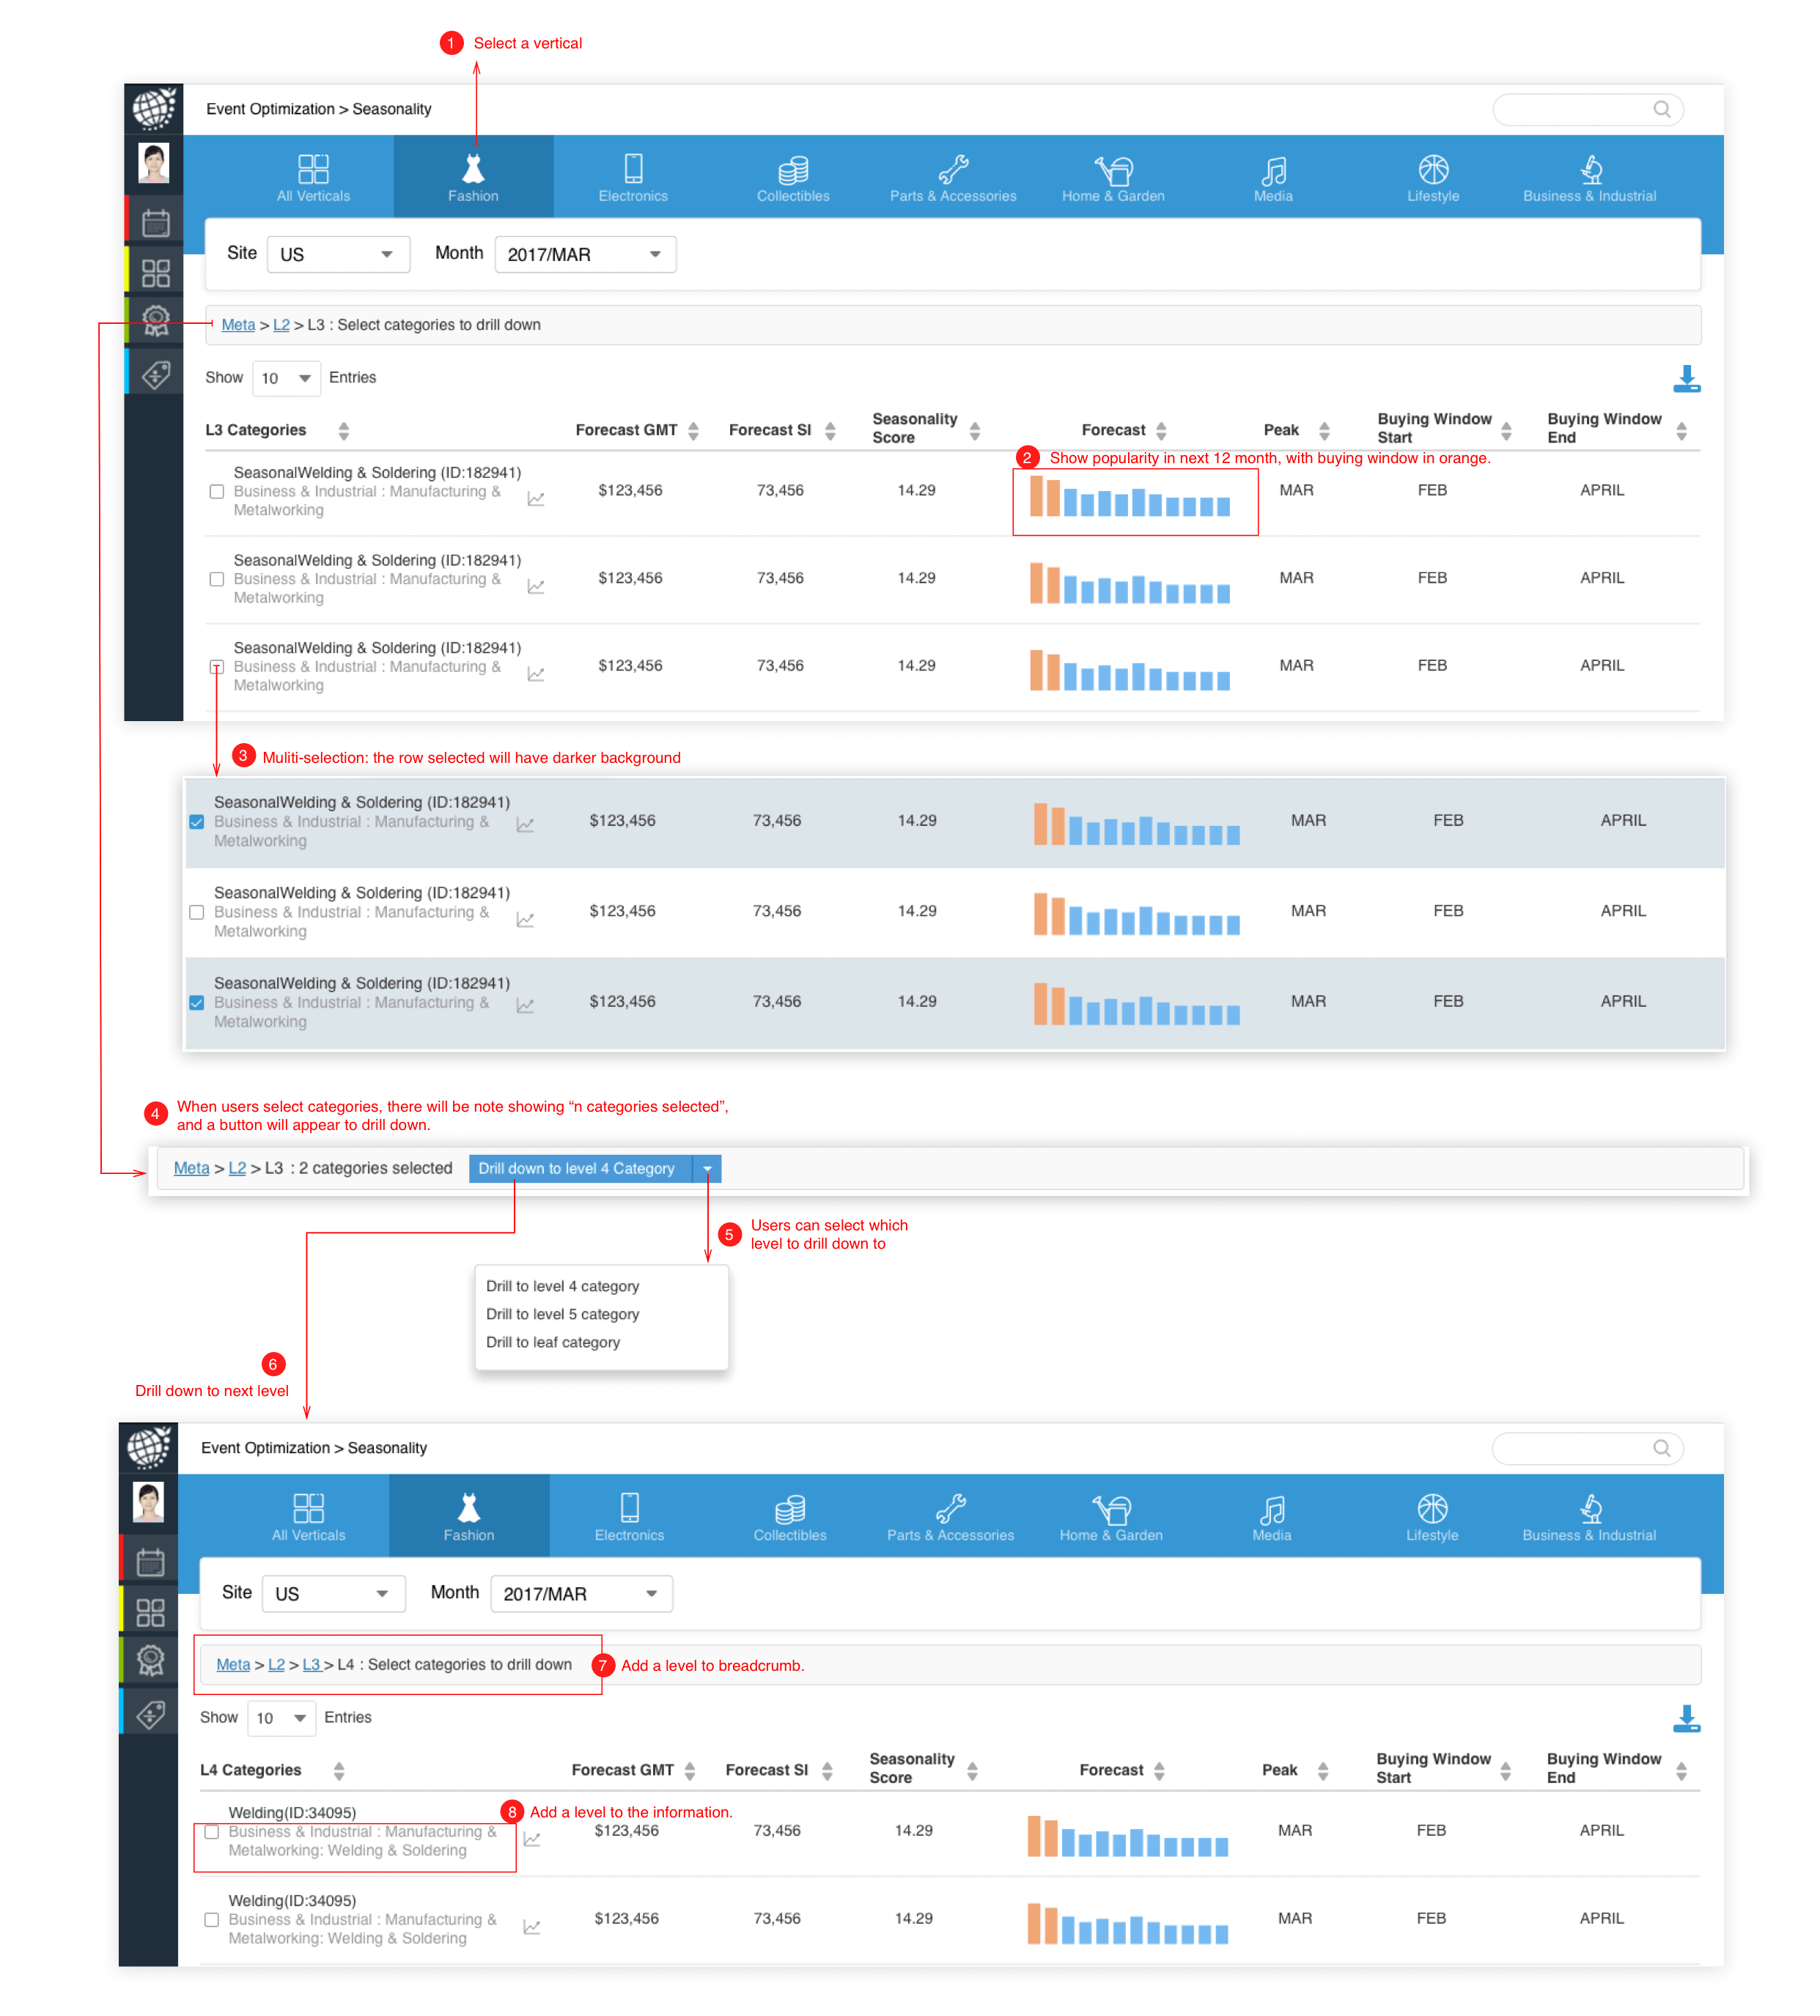 1 Select a vertical
Event Optimization > Seasonality
All Verticals Fashion Electronics Collectibles Parts & Accessories Home & Garden Media Lifestyle Business & Industrial
Site US Month 2017/MAR
Meta > L2 > L3 : Select categories to drill down
Show 10 Entries
L3 Categories Forecast GMT Forecast SI Seasonality Score Forecast Peak Buying Window Start Buying Window End
2 Show popularity in next 12 month, with buying window in orange.
SeasonalWelding & Soldering (ID:182941)
Business & Industrial : Manufacturing & $123,456 73,456 14.29 MAR FEB APRIL
Metalworking
SeasonalWelding & Soldering (ID:182941)
Business & Industrial : Manufacturing & $123,456 73,456 14.29 MAR FEB APRIL
Metalworking
SeasonalWelding & Soldering (ID:182941)
Business & Industrial : Manufacturing & $123,456 73,456 14.29 MAR FEB APRIL
Metalworking
3 Muliti-selection: the row selected will have darker background
SeasonalWelding & Soldering (ID:182941)
Business & Industrial : Manufacturing & $123,456 73,456 14.29 MAR FEB APRIL
Metalworking
SeasonalWelding & Soldering (ID:182941)
Business & Industrial : Manufacturing & $123,456 73,456 14.29 MAR FEB APRIL
Metalworking
SeasonalWelding & Soldering (ID:182941)
Business & Industrial : Manufacturing & $123,456 73,456 14.29 MAR FEB APRIL
Metalworking
4 When users select categories, there will be note showing “n categories selected”,
and a button will appear to drill down.
Meta > L2 > L3 : 2 categories selected Drill down to level 4 Category
5 Users can select which
level to drill down to
Drill to level 4 category
Drill to level 5 category
Drill to leaf category
6
Drill down to next level
Event Optimization > Seasonality
All Verticals Fashion Electronics Collectibles Parts & Accessories Home & Garden Media Lifestyle Business & Industrial
Site US Month 2017/MAR
Meta > L2 > L3 > L4 : Select categories to drill down 7 Add a level to breadcrumb.
Show 10 Entries
L4 Categories Forecast GMT Forecast SI Seasonality Score Forecast Peak Buying Window Start Buying Window End
Welding(ID:34095) 8 Add a level to the information.
Business & Industrial : Manufacturing & $123,456 73,456 14.29 MAR FEB APRIL
Metalworking: Welding & Soldering
Welding(ID:34095)
Business & Industrial : Manufacturing & $123,456 73,456 14.29 MAR FEB APRIL
Metalworking: Welding & Soldering